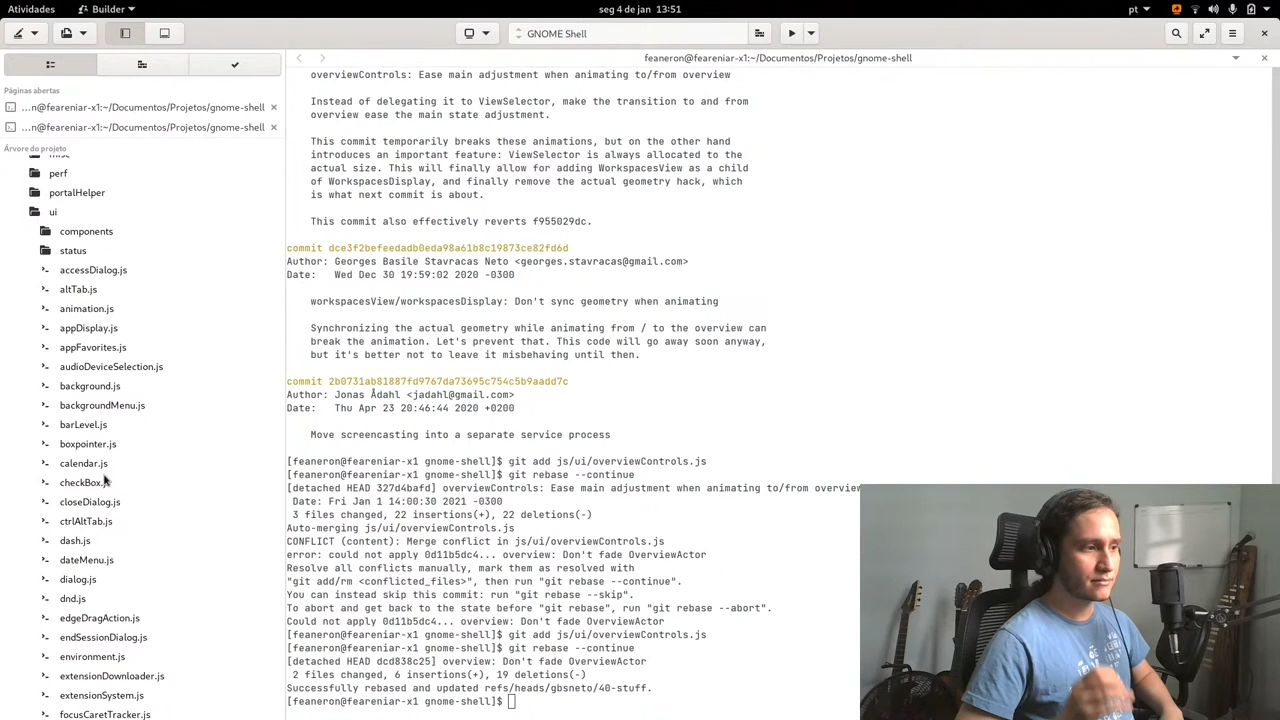 Atividades
Builder
seg 4 de jan 13:51
pt
GNOME Shell
Páginas abertas
…n@feareniar-x1:~/Documentos/Projetos/gnome-shell
…n@feareniar-x1:~/Documentos/Projetos/gnome-shell
Árvore do projeto
misc
perf
portalHelper
ui
components
status
accessDialog.js
altTab.js
animation.js
appDisplay.js
appFavorites.js
audioDeviceSelection.js
background.js
backgroundMenu.js
barLevel.js
boxpointer.js
calendar.js
checkBox.js
closeDialog.js
ctrlAltTab.js
dash.js
dateMenu.js
dialog.js
dnd.js
edgeDragAction.js
endSessionDialog.js
environment.js
extensionDownloader.js
extensionSystem.js
focusCaretTracker.js
feaneron@feareniar-x1:~/Documentos/Projetos/gnome-shell
overviewControls: Ease main adjustment when animating to/from overview
Instead of delegating it to ViewSelector, make the transition to and from
overview ease the main state adjustment.
This commit temporarily breaks these animations, but on the other hand
introduces an important feature: ViewSelector is always allocated to the
actual size. This will finally allow for adding WorkspacesView as a child
of WorkspacesDisplay, and finally remove the actual geometry hack, which
is what next commit is about.
This commit also effectively reverts f955029dc.
commit dce3f2befeedadb0eda98a61b8c19873ce82fd6d
Author: Georges Basile Stavracas Neto <georges.stavracas@gmail.com>
Date:   Wed Dec 30 19:59:02 2020 -0300
workspacesView/workspacesDisplay: Don't sync geometry when animating
Synchronizing the actual geometry while animating from / to the overview can
break the animation. Let's prevent that. This code will go away soon anyway,
but it's better not to leave it misbehaving until then.
commit 2b0731ab81887fd9767da73695c754c5b9aadd7c
Author: Jonas Ådahl <jadahl@gmail.com>
Date:   Thu Apr 23 20:46:44 2020 +0200
Move screencasting into a separate service process
[feaneron@feareniar-x1 gnome-shell]$ git add js/ui/overviewControls.js
[feaneron@feareniar-x1 gnome-shell]$ git rebase --continue
[detached HEAD 327d4bafd] overviewControls: Ease main adjustment when animating to/from overview
Date: Fri Jan 1 14:00:30 2021 -0300
3 files changed, 22 insertions(+), 22 deletions(-)
Auto-merging js/ui/overviewControls.js
CONFLICT (content): Merge conflict in js/ui/overviewControls.js
error: could not apply 0d11b5dc4... overview: Don't fade OverviewActor
Resolve all conflicts manually, mark them as resolved with
"git add/rm <conflicted_files>", then run "git rebase --continue".
You can instead skip this commit: run "git rebase --skip".
To abort and get back to the state before "git rebase", run "git rebase --abort".
Could not apply 0d11b5dc4... overview: Don't fade OverviewActor
[feaneron@feareniar-x1 gnome-shell]$ git add js/ui/overviewControls.js
[feaneron@feareniar-x1 gnome-shell]$ git rebase --continue
[detached HEAD dcd838c25] overview: Don't fade OverviewActor
2 files changed, 6 insertions(+), 19 deletions(-)
Successfully rebased and updated refs/heads/gbsneto/40-stuff.
[feaneron@feareniar-x1 gnome-shell]$